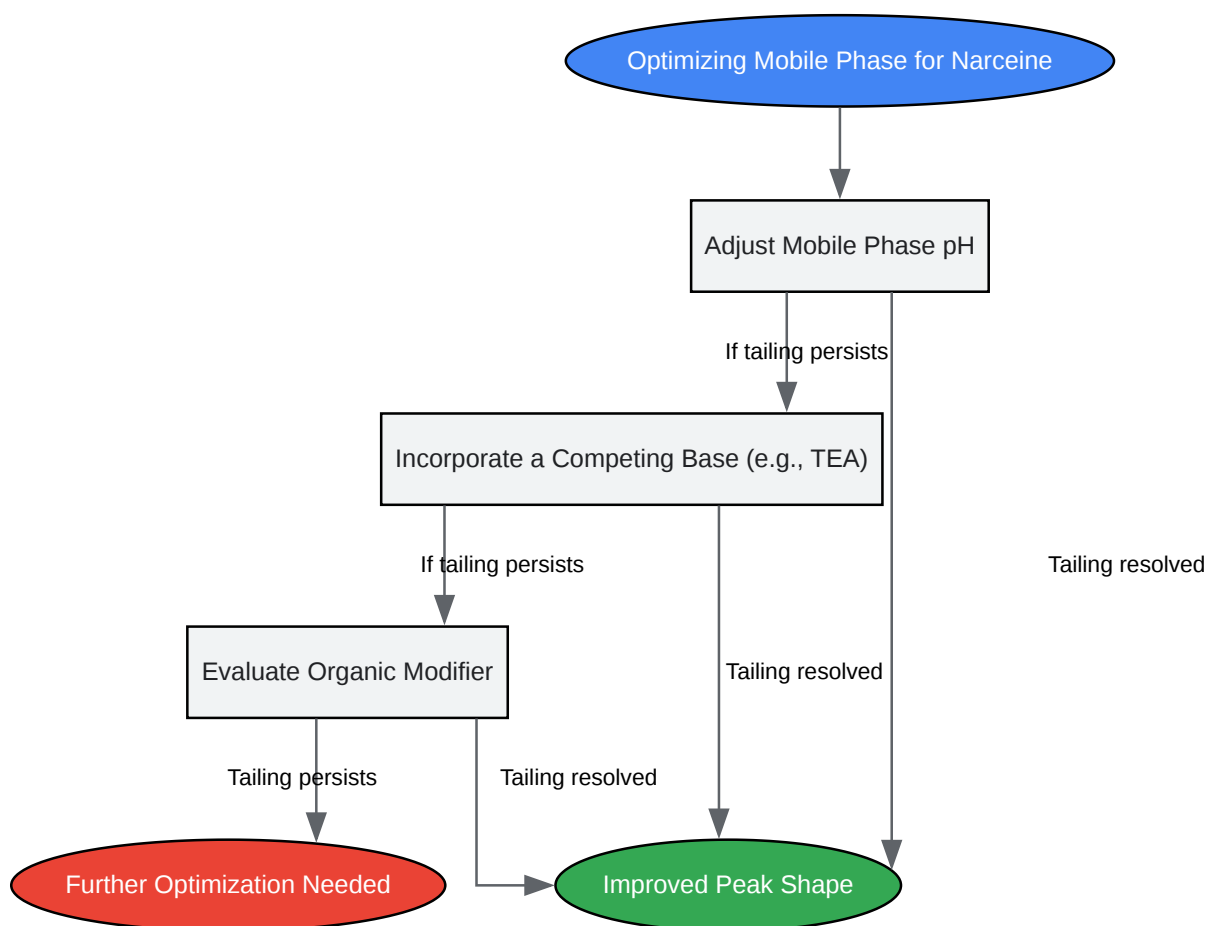 Optimizing Mobile Phase for Narceine
Adjust Mobile Phase pH
If tailing persists
Incorporate a Competing Base (e.g., TEA)
If tailing persists
Tailing resolved
Evaluate Organic Modifier
Tailing resolved
Tailing persists
Tailing resolved
Further Optimization Needed
Improved Peak Shape